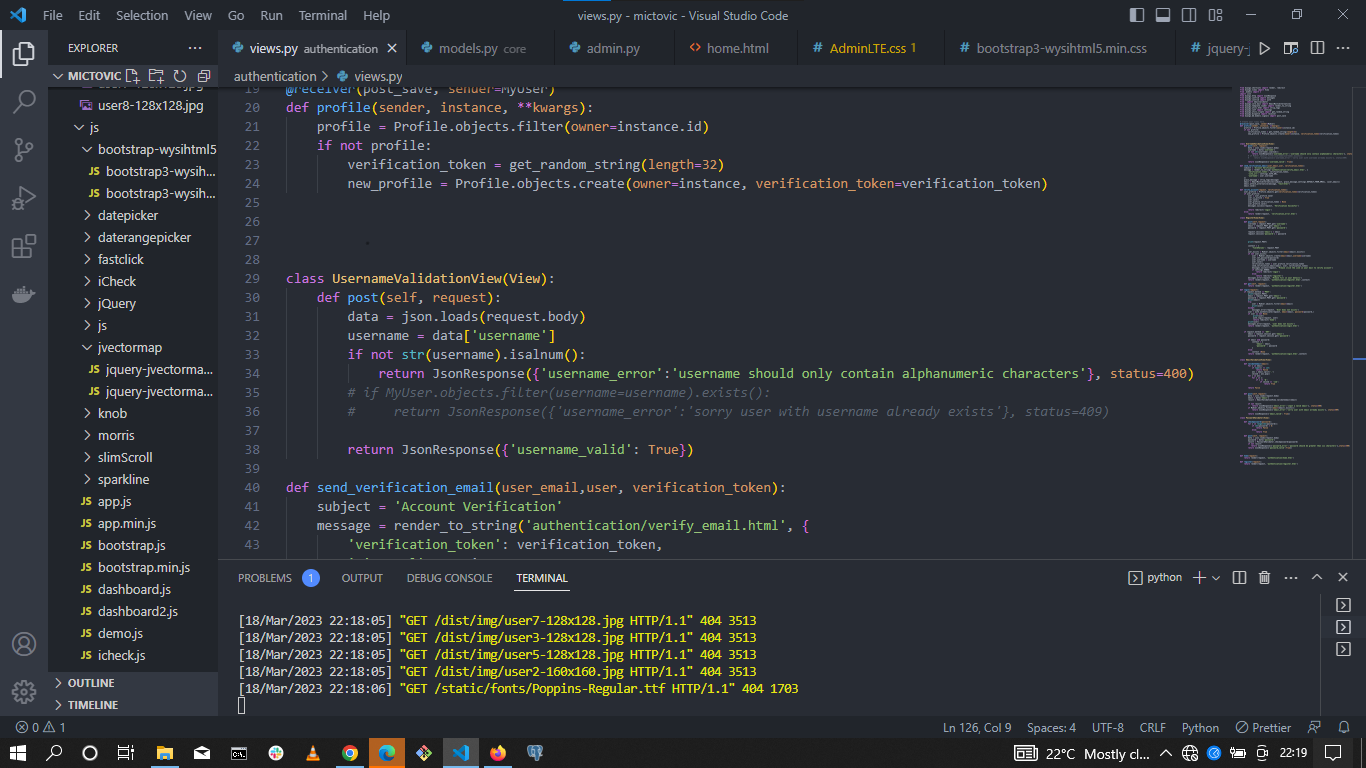 File Edit Selection View Go Run Terminal Help
views.py - mictovic - Visual Studio Code
EXPLORER
views.py authentication
models.py core
admin.py
home.html
AdminLTE.css 1
bootstrap3-wysihtml5.min.css
jquery-j
MICTOVIC
authentication > views.py
user8-128x128.jpg
js
bootstrap-wysihtml5
JS bootstrap3-wysih...
JS bootstrap3-wysih...
datepicker
daterangepicker
fastclick
iCheck
jQuery
js
jvectormap
JS jquery-jvectorma...
JS jquery-jvectorma...
knob
morris
slimScroll
sparkline
JS app.js
JS app.min.js
JS bootstrap.js
JS bootstrap.min.js
JS dashboard.js
JS dashboard2.js
JS demo.js
JS icheck.js
OUTLINE
TIMELINE
19 @receiver(post_save, sender=MyUser)
20 def profile(sender, instance, **kwargs):
21 profile = Profile.objects.filter(owner=instance.id)
22 if not profile:
23 verification_token = get_random_string(length=32)
24 new_profile = Profile.objects.create(owner=instance, verification_token=verification_token)
25
26
27
28
29 class UsernameValidationView(View):
30 def post(self, request):
31 data = json.loads(request.body)
32 username = data['username']
33 if not str(username).isalnum():
34 return JsonResponse({'username_error':'username should only contain alphanumeric characters'}, status=400)
35 # if MyUser.objects.filter(username=username).exists():
36 #    return JsonResponse({'username_error':'sorry user with username already exists'}, status=409)
37
38 return JsonResponse({'username_valid': True})
39
40 def send_verification_email(user_email,user, verification_token):
41 subject = 'Account Verification'
42 message = render_to_string('authentication/verify_email.html', {
43 'verification_token': verification_token,
PROBLEMS 1 OUTPUT DEBUG CONSOLE TERMINAL
python
[18/Mar/2023 22:18:05] "GET /dist/img/user7-128x128.jpg HTTP/1.1" 404 3513
[18/Mar/2023 22:18:05] "GET /dist/img/user3-128x128.jpg HTTP/1.1" 404 3513
[18/Mar/2023 22:18:05] "GET /dist/img/user5-128x128.jpg HTTP/1.1" 404 3513
[18/Mar/2023 22:18:05] "GET /dist/img/user2-160x160.jpg HTTP/1.1" 404 3513
[18/Mar/2023 22:18:06] "GET /static/fonts/Poppins-Regular.ttf HTTP/1.1" 404 1703
0 1
Ln 126, Col 9 Spaces: 4 UTF-8 CRLF Python Prettier
22°C Mostly cl... 22:19